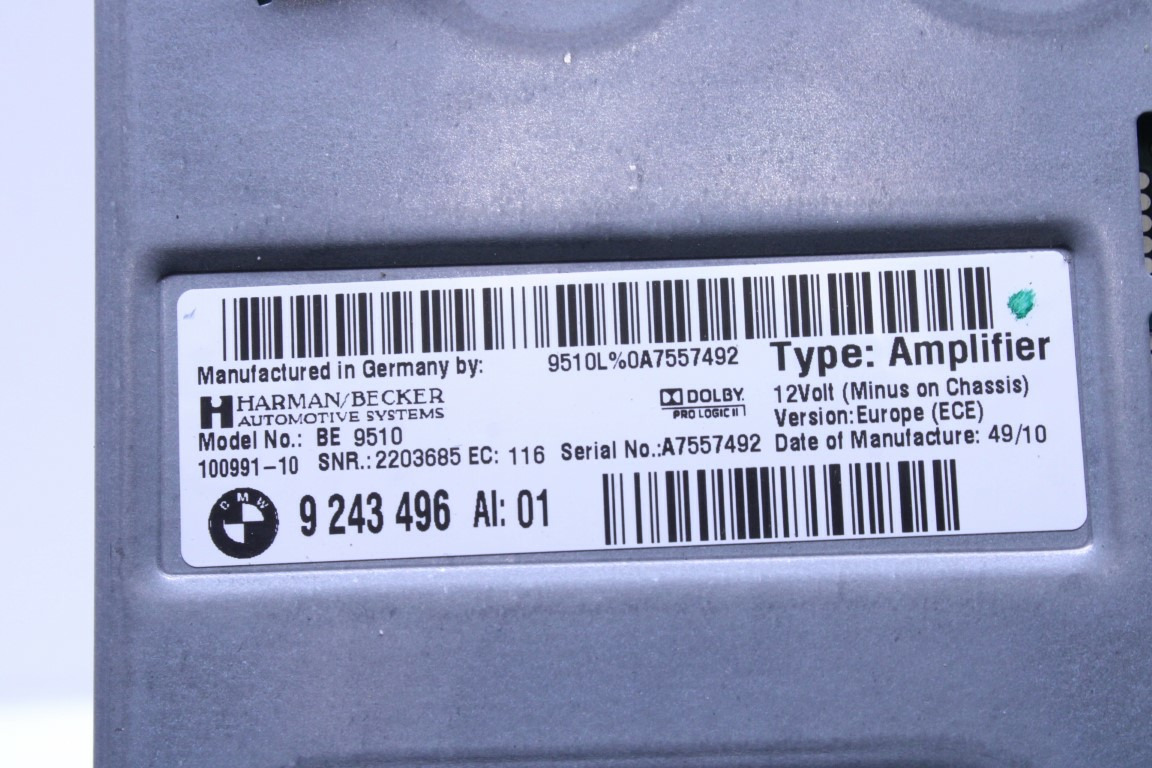 9510L%0A7557492
Type: Amplifier
Manufactured in Germany by:
HARMAN/BECKER
AUTOMOTIVE SYSTEMS
DOLBY
PRO LOGIC II
12Volt (Minus on Chassis)
Version: Europe (ECE)
Model No.: BE 9510
100991-10 SNR.: 2203685 EC: 116 Serial No.:A7557492 Date of Manufacture: 49/10
BMW
9 243 496 AI: 01